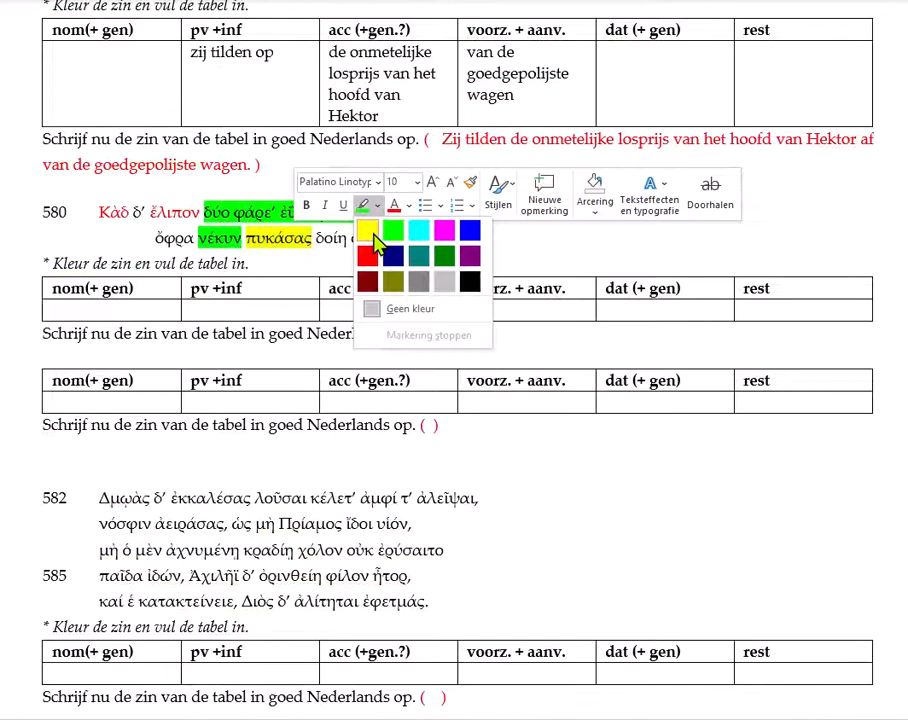 * Kleur de zin en vul de tabel in.
nom(+ gen) pv +inf acc (+gen.?) voorz. + aanv. dat (+ gen) rest
zij tilden op de onmetelijke van de
losprijs van het goedgepolijste
hoofd van wagen
Hektor
Schrijf nu de zin van de tabel in goed Nederlands op. ( Zij tilden de onmetelijke losprijs van het hoofd van Hektor af
van de goedgepolijste wagen. )
Palatino Linotyp 10 A A Stijlen Nieuwe opmerking Arcering Teksteffecten en typografie ab Doorhalen
B I U A
580 Κὰδ δ’ ἔλιπον δύο φάρε’
ὄφρα νέκυν πυκάσας δοίη
* Kleur de zin en vul de tabel in.
nom(+ gen) pv +inf acc rz. + aanv. dat (+ gen) rest
Geen kleur
Schrijf nu de zin van de tabel in goed Neder
Markering stoppen
nom(+ gen) pv +inf acc (+gen.?) voorz. + aanv. dat (+ gen) rest
Schrijf nu de zin van de tabel in goed Nederlands op. ( )
582 Δμῳὰς δ’ ἐκκαλέσας λοῦσαι κέλετ’ ἀμφί τ’ ἀλεῖψαι,
νόσφιν ἀειράσας, ὡς μὴ Πρίαμος ἴδοι υἱόν,
μὴ ὁ μὲν ἀχνυμένῃ κραδίῃ χόλον οὐκ ἐρύσαιτο
585 παῖδα ἰδών, Ἀχιλῆϊ δ’ ὀρινθείη φίλον ἦτορ,
καί ἑ κατακτείνειε, Διὸς δ’ ἀλίτηται ἐφετμάς.
* Kleur de zin en vul de tabel in.
nom(+ gen) pv +inf acc (+gen.?) voorz. + aanv. dat (+ gen) rest
Schrijf nu de zin van de tabel in goed Nederlands op. ( )